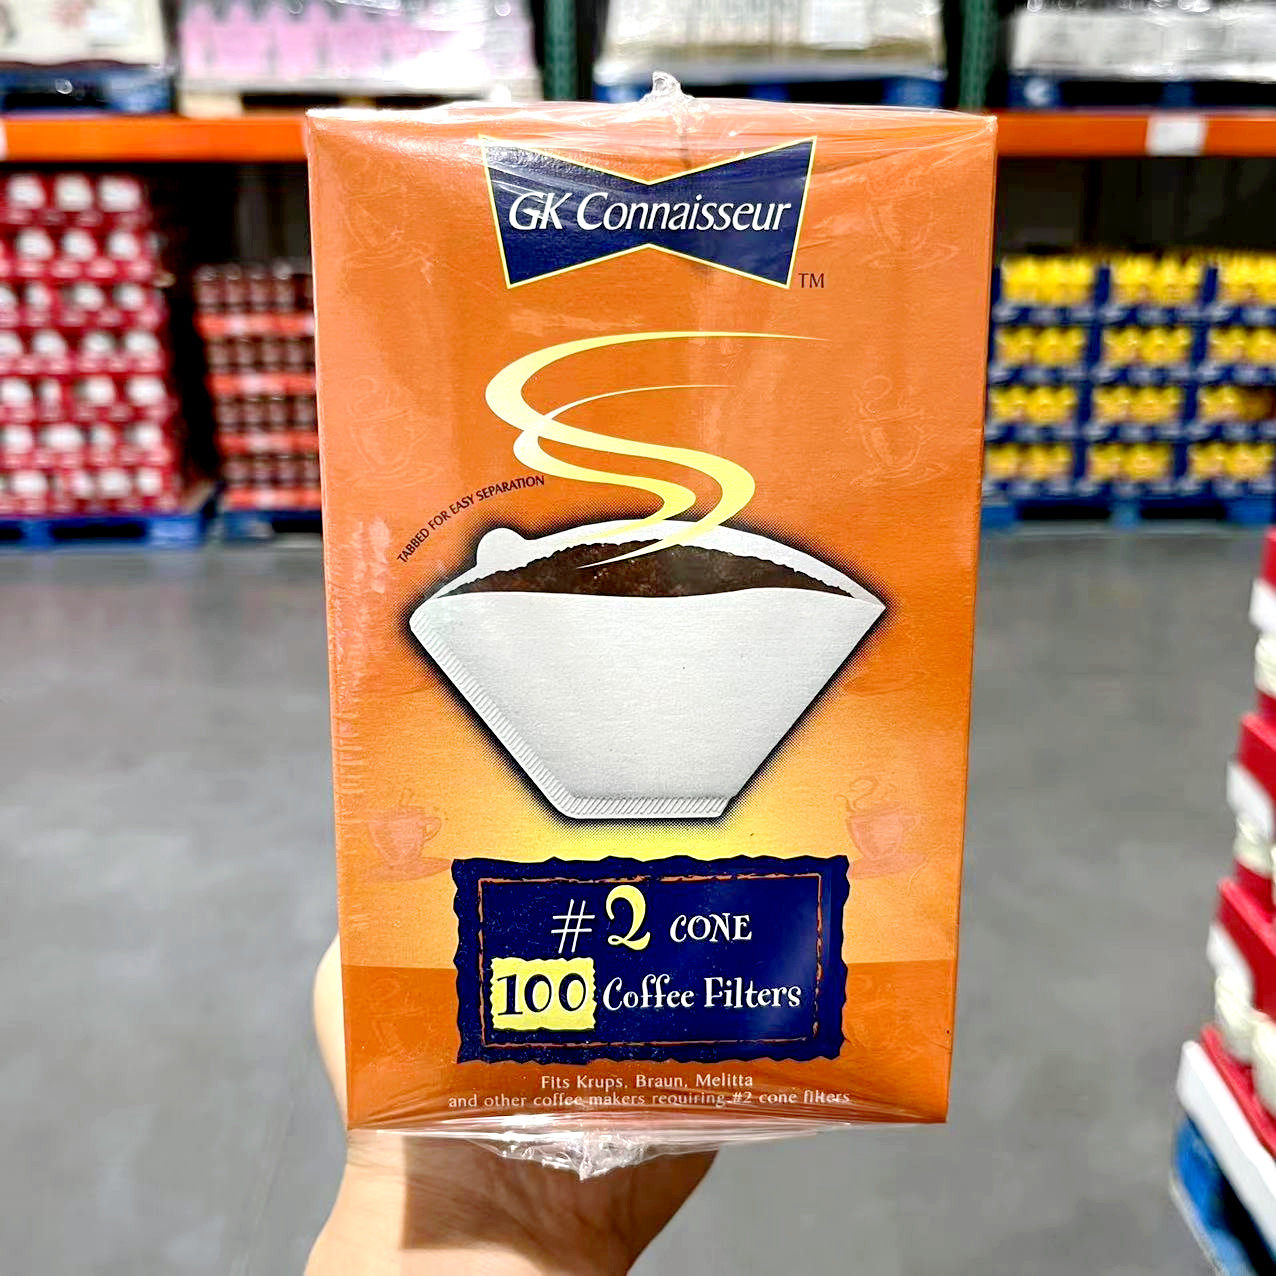 GK Connaisseur
TM
TABBED FOR EASY SEPARATION
#2 CONE
100 Coffee Filters
Fits Krups, Braun, Melitta
and other coffee makers requiring #2 cone filters